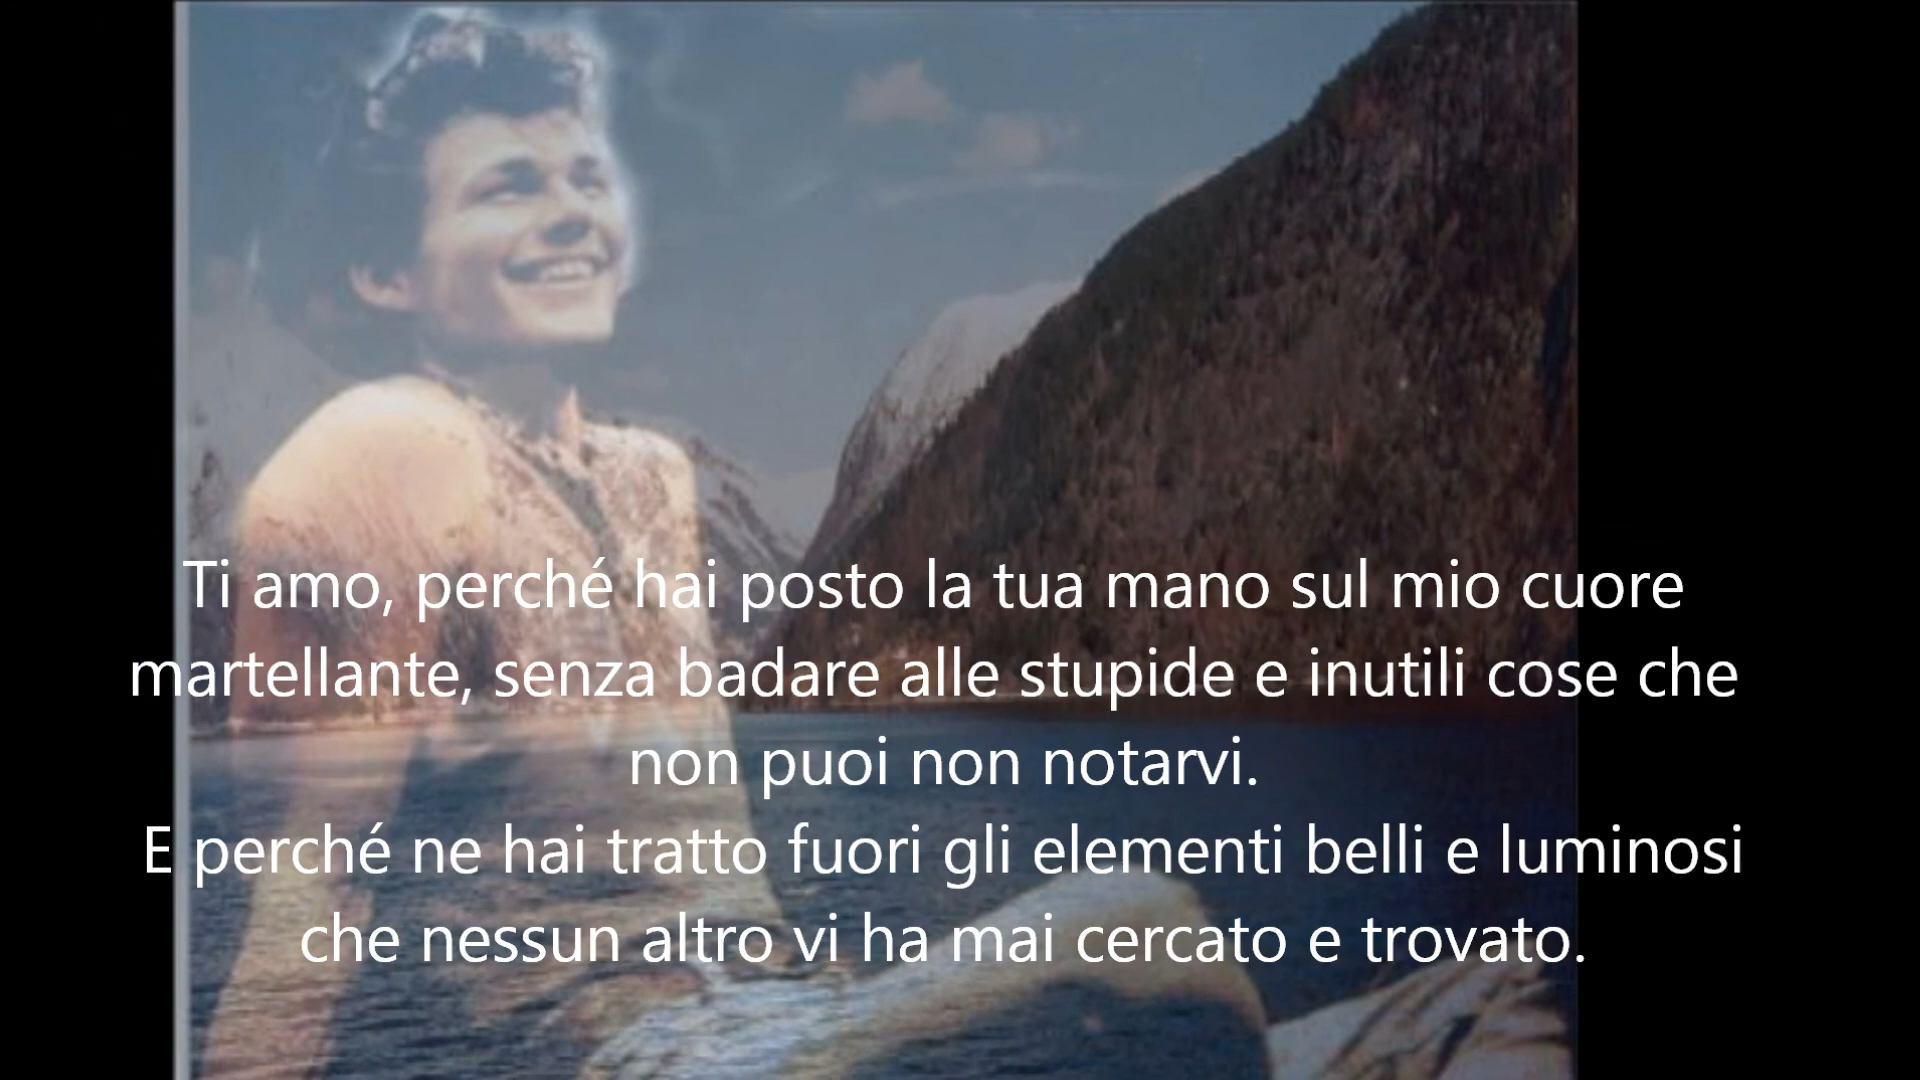 Ti amo, perché hai posto la tua mano sul mio cuore
martellante, senza badare alle stupide e inutili cose che
non puoi non notarvi.
E perché ne hai tratto fuori gli elementi belli e luminosi
che nessun altro vi ha mai cercato e trovato.